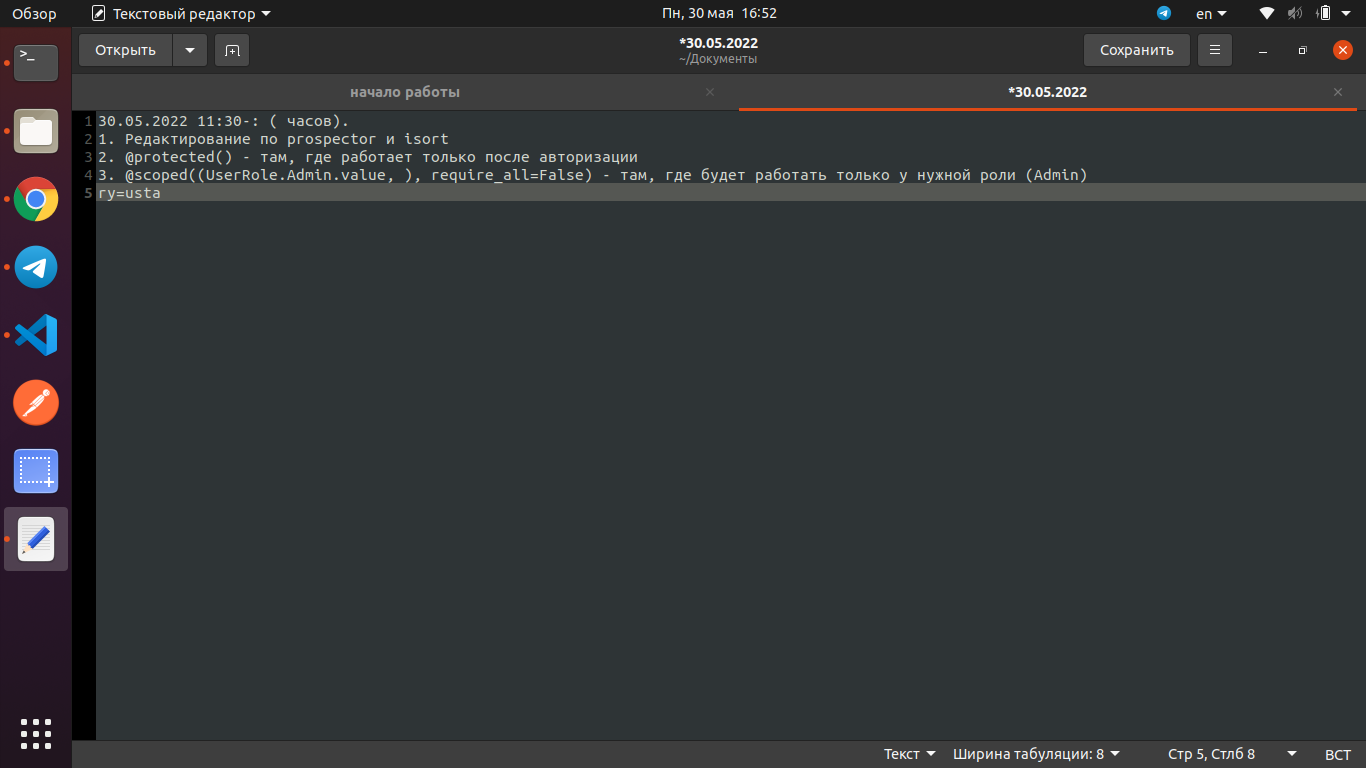 Обзор
Текстовый редактор
Пн, 30 мая 16:52
en
Открыть
*30.05.2022
~/Документы
Сохранить
начало работы
*30.05.2022
1 30.05.2022 11:30-: ( часов).
2 1. Редактирование по prospector и isort
3 2. @protected() - там, где работает только после авторизации
4 3. @scoped((UserRole.Admin.value, ), require_all=False) - там, где будет работать только у нужной роли (Admin)
5 ry=usta
Текст
Ширина табуляции: 8
Стр 5, Стлб 8
ВСТ